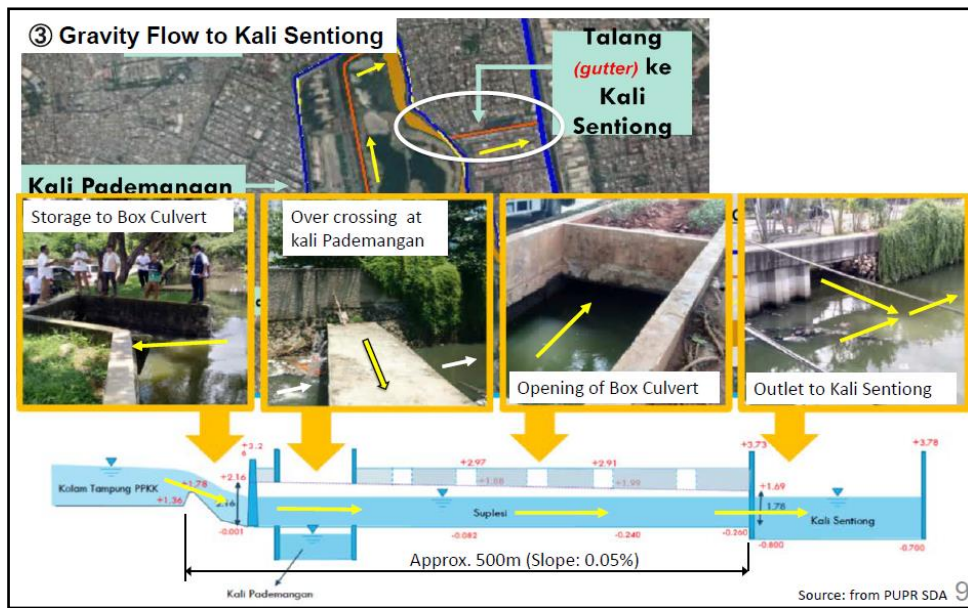 ③ Gravity Flow to Kali Sentiong
Talang
(gutter) ke
Kali
Sentiong
Kali Pademangan
Storage to Box Culvert
Over crossing at
kali Pademangan
Opening of Box Culvert
Outlet to Kali Sentiong
+3.2
6
+3.73
+3.78
+2.97
+2.91
Kolam Tampung PPKK
+1.78
+2.16
+1.88
+1.99
+1.69
+1.36
2.16
Suplesi
1.78
Kali Sentiong
-0.001
-0.082
-0.240
-0.260
-0.800
-0.700
Approx. 500m (Slope: 0.05%)
Kali Pademangan
Source: from PUPR SDA 9